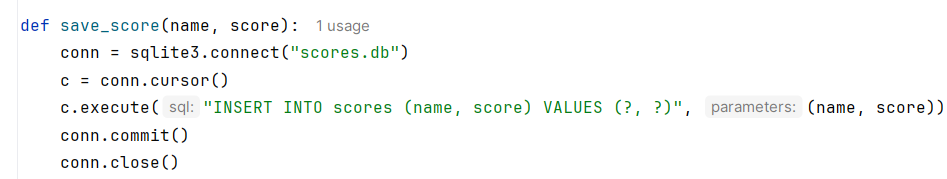 def save_score(name, score): 1 usage
    conn = sqlite3.connect("scores.db")
    c = conn.cursor()
    c.execute( sql: "INSERT INTO scores (name, score) VALUES (?, ?)", parameters: (name, score))
    conn.commit()
    conn.close()